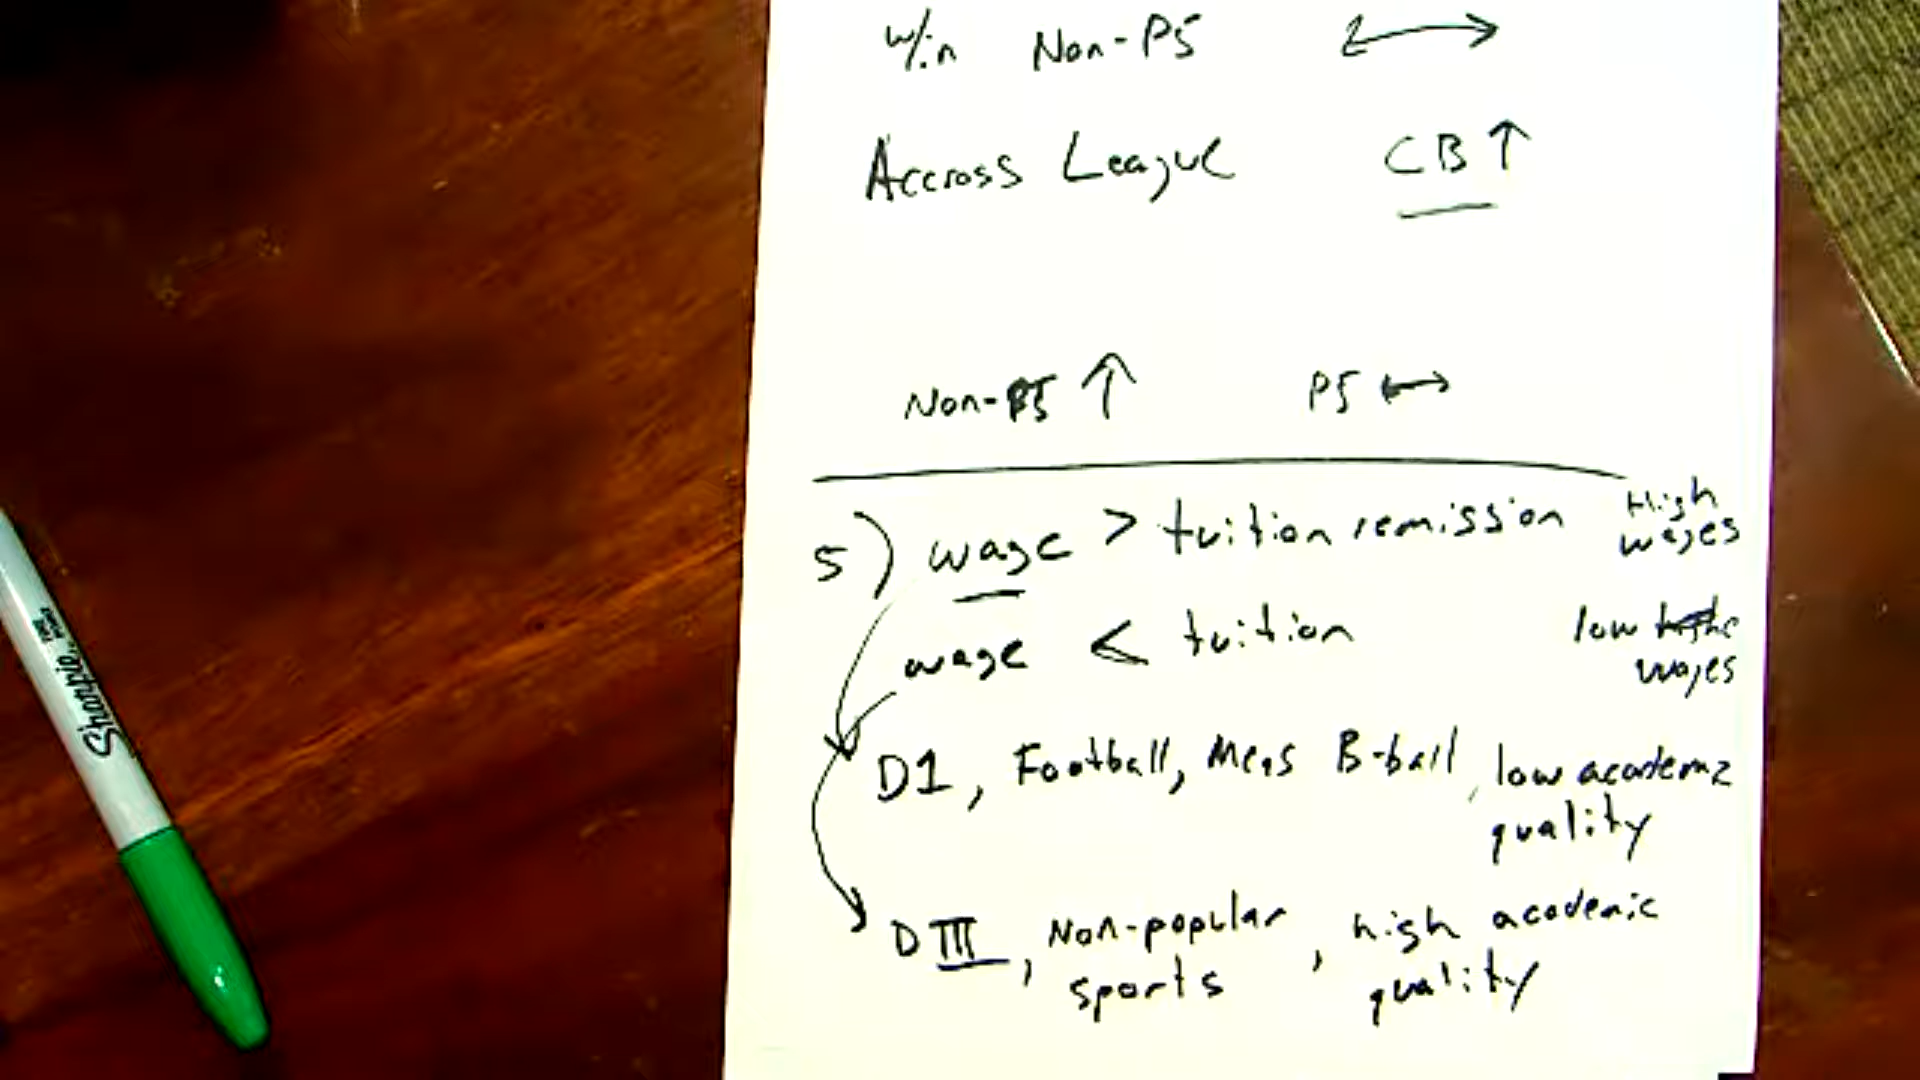 w/in Non-P5 ↔
Accross League CB↑
Non-P5 ↑ P5 ↔
5) wage > tuition remission High wages
wage < tuition low wages
D1, Football, Mens B-ball, low academic quality
DIII, Non-popular sports, high academic quality
Sharpie